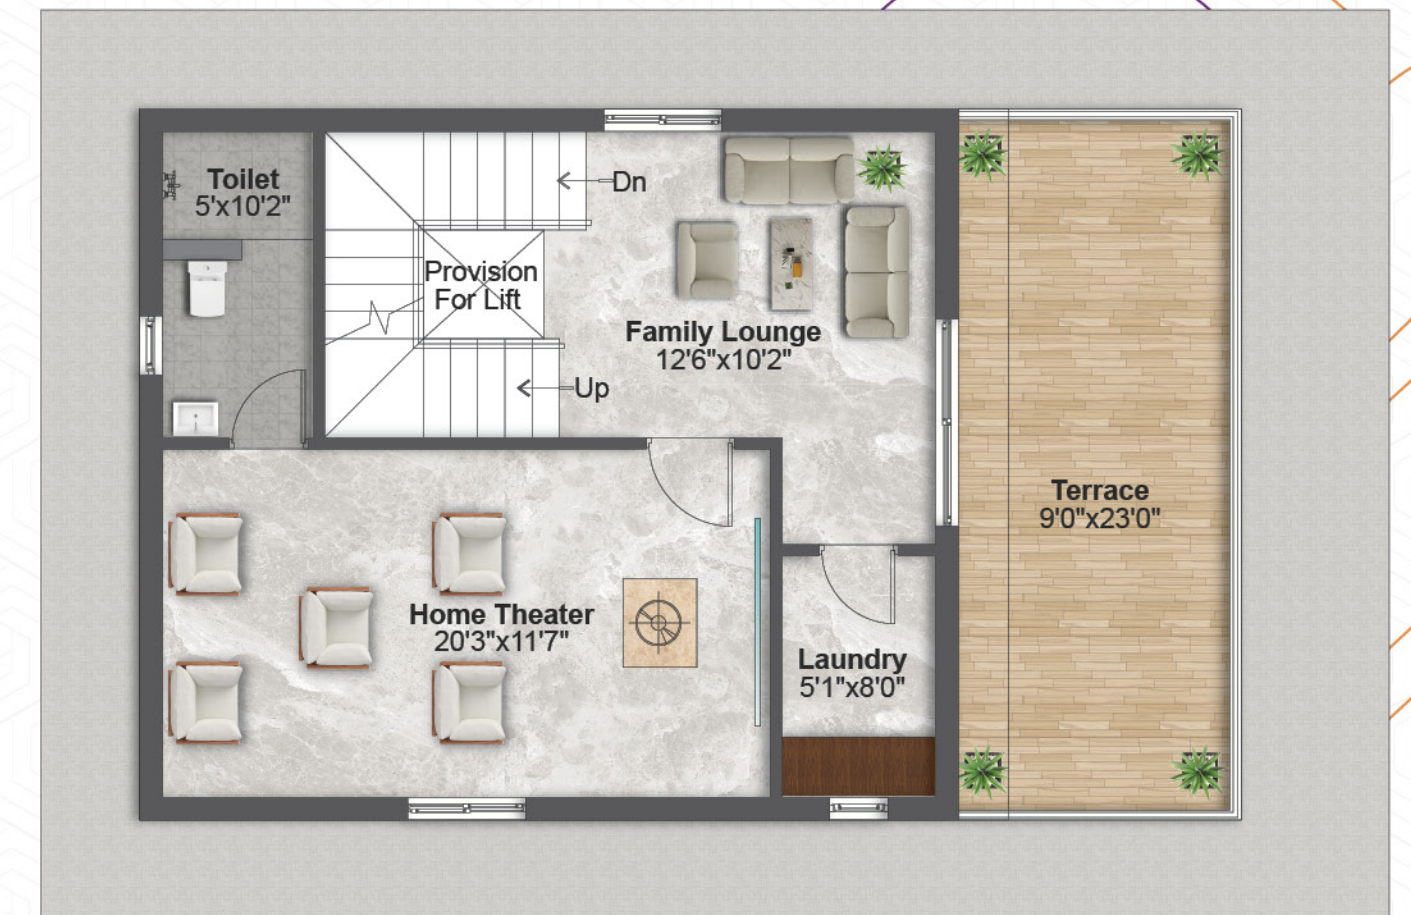 Toilet
5'x10'2"
Dn
Provision
For Lift
Family Lounge
12'6"x10'2"
Up
Terrace
9'0"x23'0"
Home Theater
20'3"x11'7"
Laundry
5'1"x8'0"